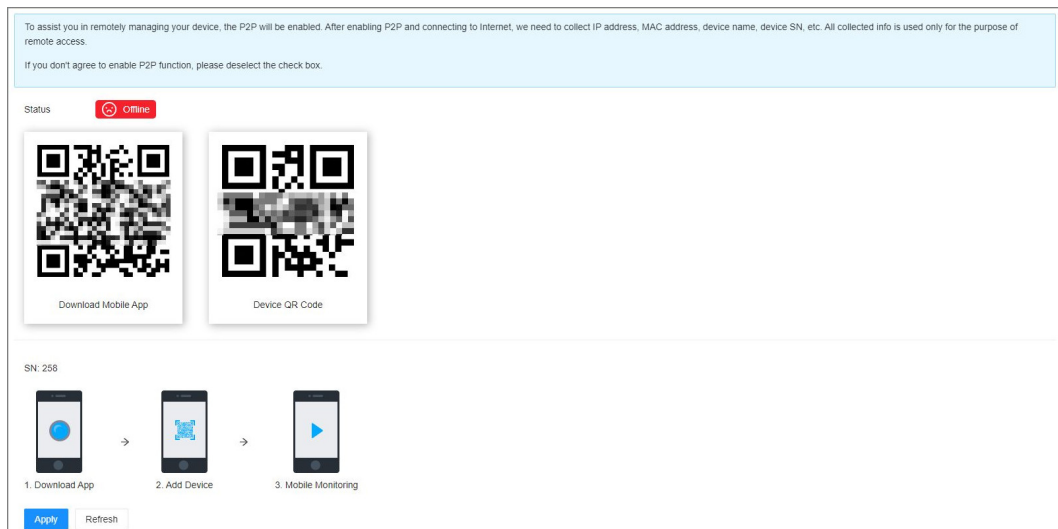 To assist you in remotely managing your device, the P2P will be enabled. After enabling P2P and connecting to Internet, we need to collect IP address, MAC address, device name, device SN, etc. All collected info is used only for the purpose of
remote access.
If you don't agree to enable P2P function, please deselect the check box.
Status
Offline
Download Mobile App
Device QR Code
SN: 258
1. Download App
2. Add Device
3. Mobile Monitoring
Apply
Refresh